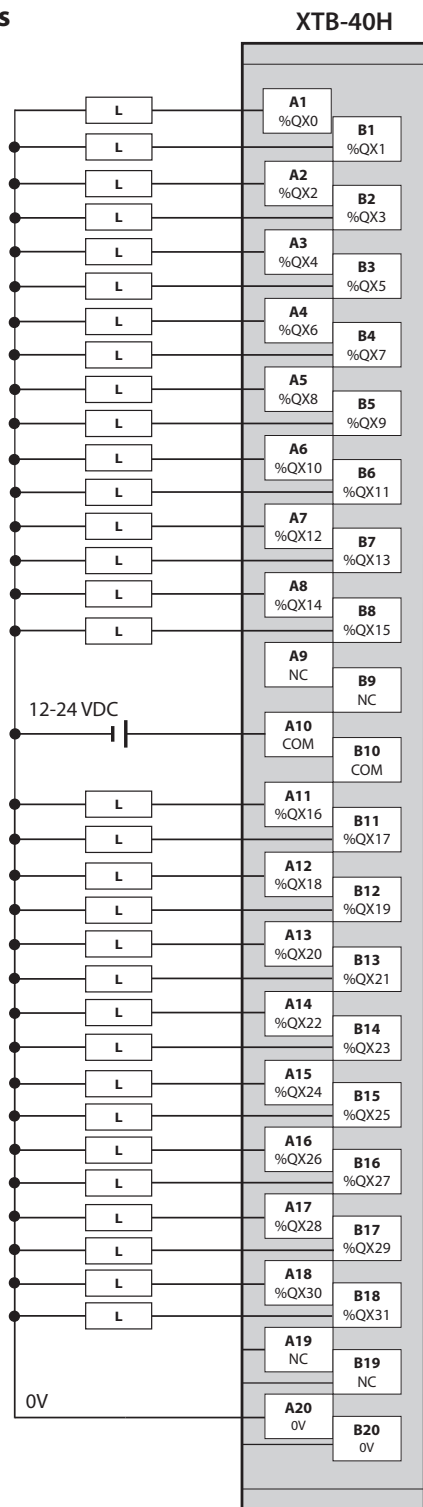 s
XTB-40H
L
A1
%QX0
L
B1
%QX1
L
A2
%QX2
L
B2
%QX3
L
A3
%QX4
L
B3
%QX5
L
A4
%QX6
L
B4
%QX7
L
A5
%QX8
L
B5
%QX9
L
A6
%QX10
L
B6
%QX11
L
A7
%QX12
L
B7
%QX13
L
A8
%QX14
L
B8
%QX15
A9
NC
B9
NC
12-24 VDC
A10
COM
B10
COM
L
A11
%QX16
L
B11
%QX17
L
A12
%QX18
L
B12
%QX19
L
A13
%QX20
L
B13
%QX21
L
A14
%QX22
L
B14
%QX23
L
A15
%QX24
L
B15
%QX25
L
A16
%QX26
L
B16
%QX27
L
A17
%QX28
L
B17
%QX29
L
A18
%QX30
L
B18
%QX31
A19
NC
B19
NC
0V
A20
0V
B20
0V